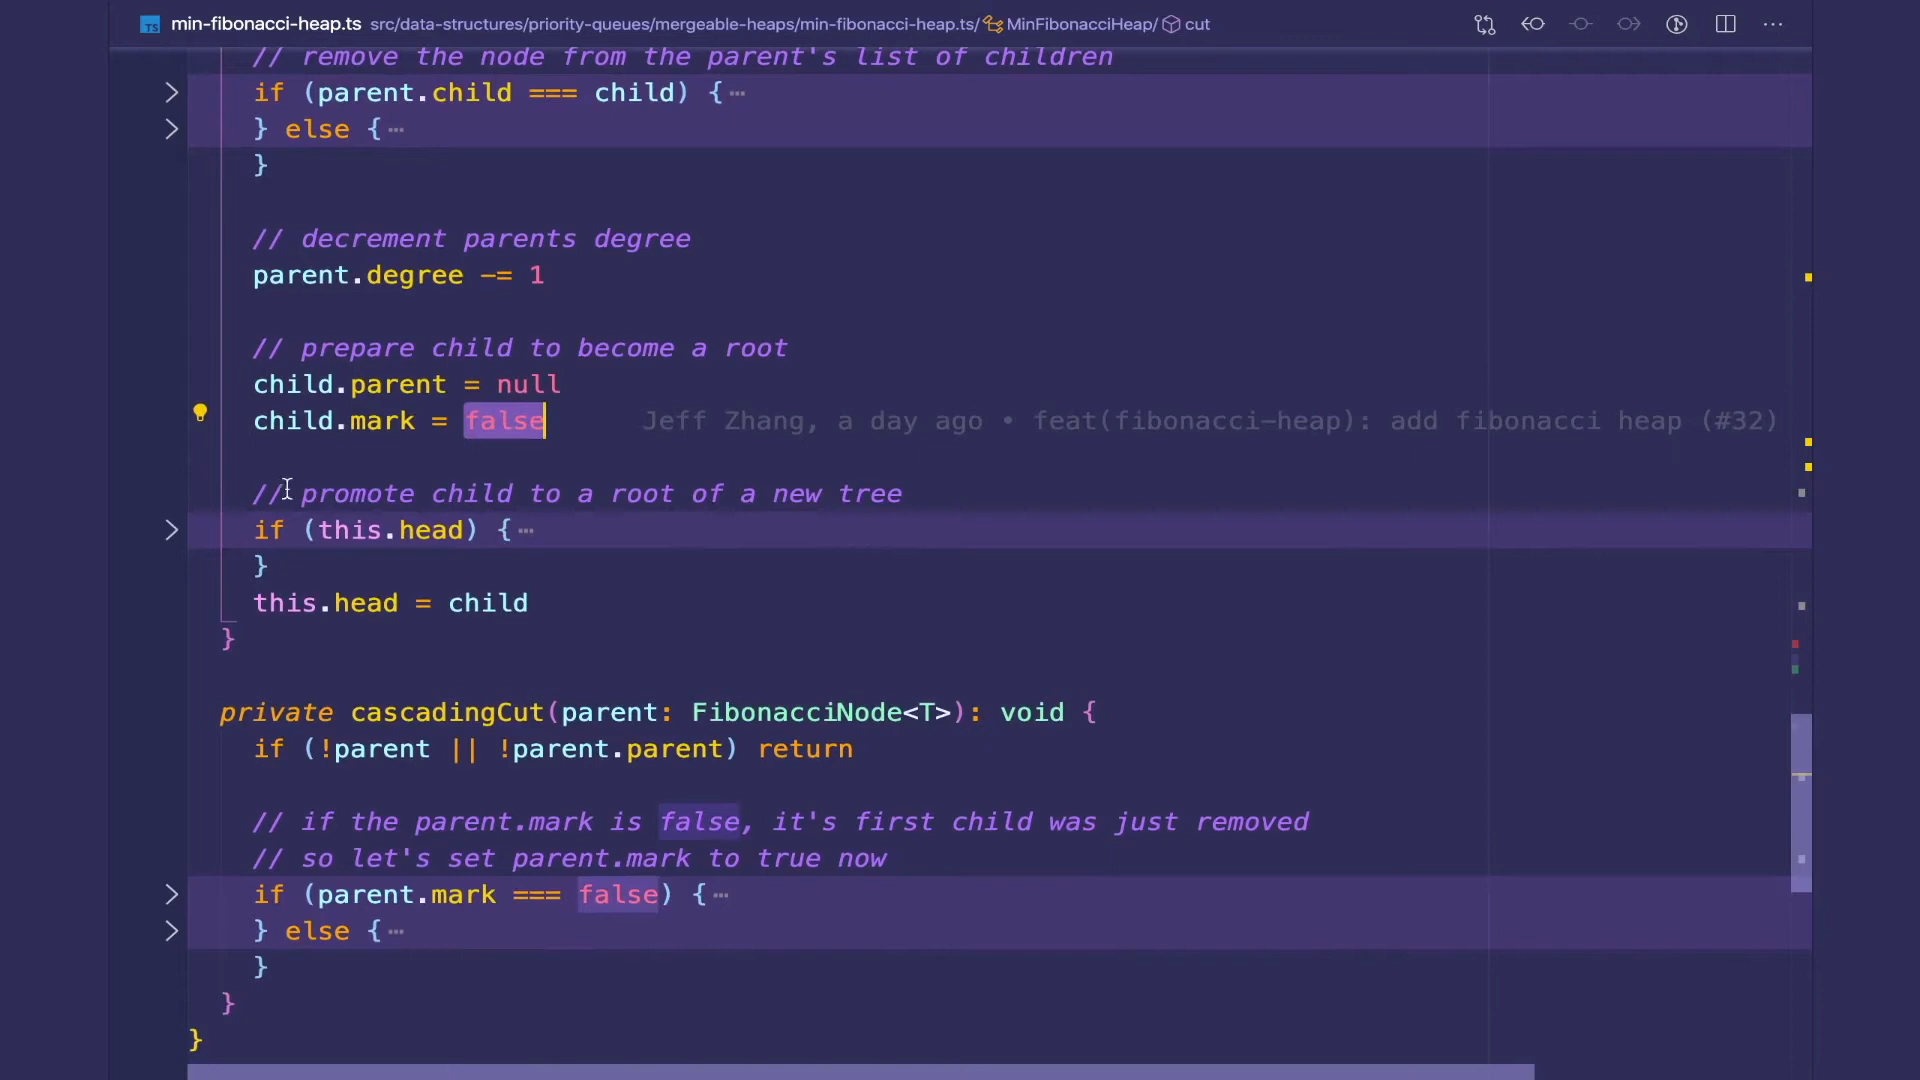 TS min-fibonacci-heap.ts src/data-structures/priority-queues/mergeable-heaps/min-fibonacci-heap.ts/ MinFibonacciHeap/ cut ...
// remove the node from the parent's list of children
if (parent.child === child) {⋯
} else {⋯
}
// decrement parents degree
parent.degree -= 1
// prepare child to become a root
child.parent = null
child.mark = false Jeff Zhang, a day ago • feat(fibonacci-heap): add fibonacci heap (#32)
// promote child to a root of a new tree
if (this.head) {⋯
}
this.head = child
}
private cascadingCut(parent: FibonacciNode<T>): void {
if (!parent || !parent.parent) return
// if the parent.mark is false, it's first child was just removed
// so let's set parent.mark to true now
if (parent.mark === false) {⋯
} else {⋯
}
}
}